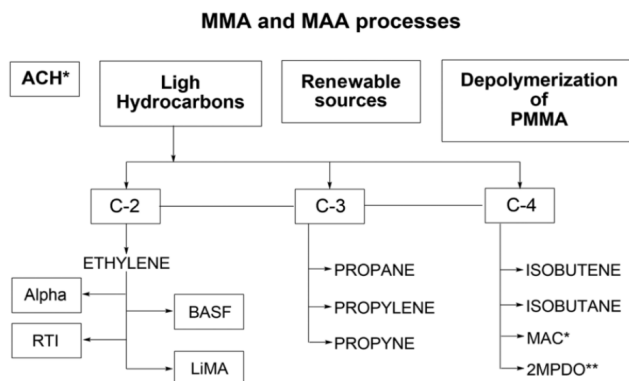 MMA and MAA processes
ACH*
Ligh
Hydrocarbons
Renewable
sources
Depolymerization
of
PMMA
C-2
C-3
C-4
ETHYLENE
Alpha
BASF
RTI
LiMA
PROPANE
PROPYLENE
PROPYNE
ISOBUTENE
ISOBUTANE
MAC*
2MPDO**